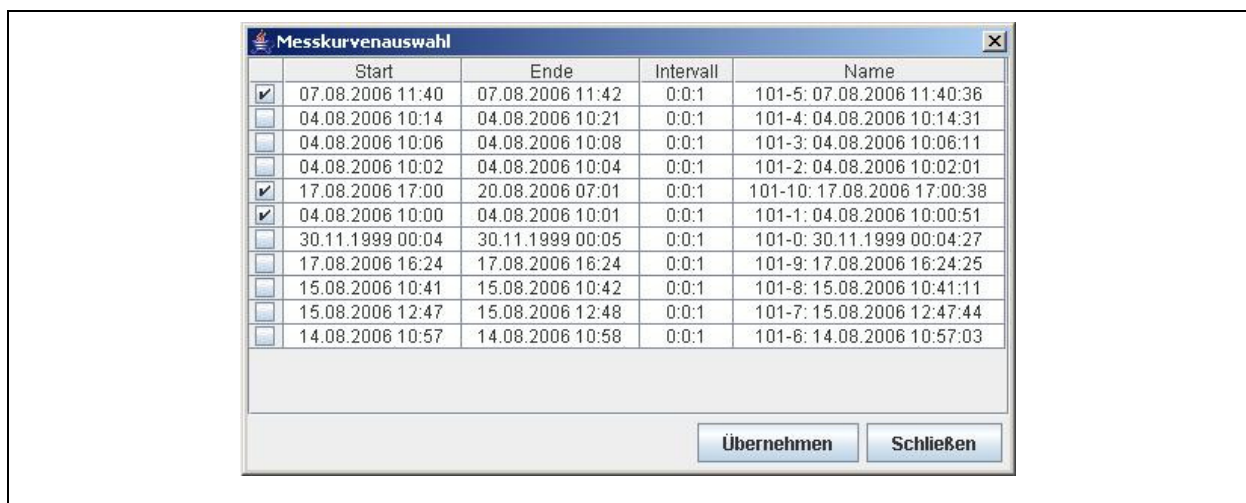 Messkurvenauswahl
Start Ende Intervall Name
07.08.2006 11:40 07.08.2006 11:42 0:0:1 101-5: 07.08.2006 11:40:36
04.08.2006 10:14 04.08.2006 10:21 0:0:1 101-4: 04.08.2006 10:14:31
04.08.2006 10:06 04.08.2006 10:08 0:0:1 101-3: 04.08.2006 10:06:11
04.08.2006 10:02 04.08.2006 10:04 0:0:1 101-2: 04.08.2006 10:02:01
17.08.2006 17:00 20.08.2006 07:01 0:0:1 101-10: 17.08.2006 17:00:38
04.08.2006 10:00 04.08.2006 10:01 0:0:1 101-1: 04.08.2006 10:00:51
30.11.1999 00:04 30.11.1999 00:05 0:0:1 101-0: 30.11.1999 00:04:27
17.08.2006 16:24 17.08.2006 16:24 0:0:1 101-9: 17.08.2006 16:24:25
15.08.2006 10:41 15.08.2006 10:42 0:0:1 101-8: 15.08.2006 10:41:11
15.08.2006 12:47 15.08.2006 12:48 0:0:1 101-7: 15.08.2006 12:47:44
14.08.2006 10:57 14.08.2006 10:58 0:0:1 101-6: 14.08.2006 10:57:03
Übernehmen Schließen